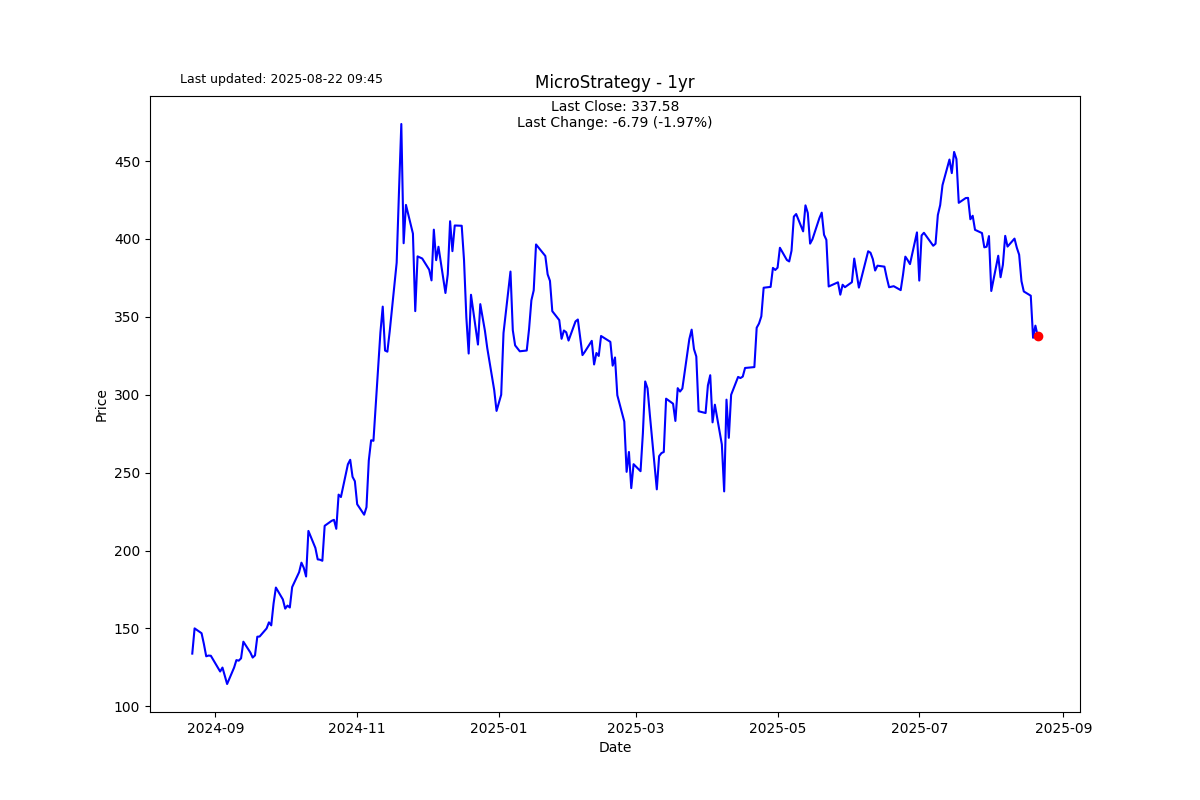 Last updated: 2025-08-22 09:45
MicroStrategy - 1yr
Last Close: 337.58
Last Change: -6.79 (-1.97%)
Price
450
400
350
300
250
200
150
100
2024-09
2024-11
2025-01
2025-03
2025-05
2025-07
2025-09
Date